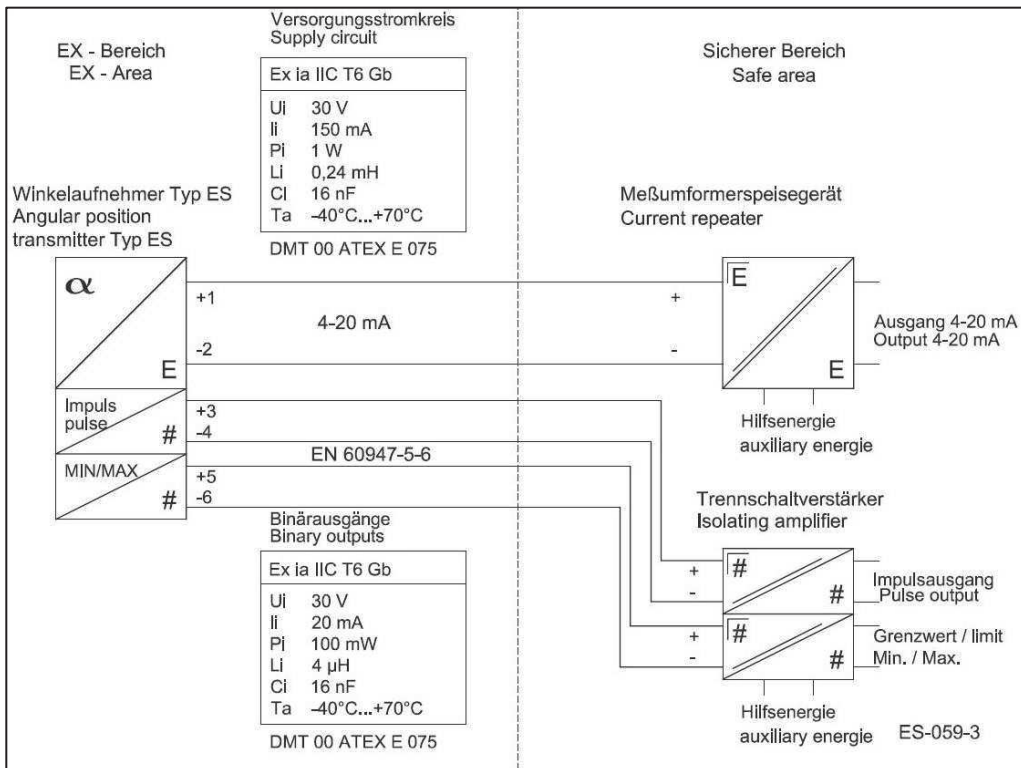 EX - Bereich
EX - Area
Versorgungsstromkreis
Supply circuit
Ex ia IIC T6 Gb
Ui 30 V
Ii 150 mA
Pi 1 W
Li 0,24 mH
CI 16 nF
Ta -40°C...+70°C
DMT 00 ATEX E 075
Sicherer Bereich
Safe area
Winkelaufnehmer Typ ES
Angular position
transmitter Typ ES
α
E
+1
4-20 mA
-2
Impuls
pulse
#
+3
-4
MIN/MAX
#
+5
-6
EN 60947-5-6
Meßumformerspeisegerät
Current repeater
+
-
E
E
Ausgang 4-20 mA
Output 4-20 mA
Hilfsenergie
auxiliary energie
Binärausgänge
Binary outputs
Ex ia IIC T6 Gb
Ui 30 V
Ii 20 mA
Pi 100 mW
Li 4 µH
Ci 16 nF
Ta -40°C...+70°C
DMT 00 ATEX E 075
Trennschaltverstärker
Isolating amplifier
+
-
#
#
Impulsausgang
Pulse output
+
-
#
#
Grenzwert / limit
Min. / Max.
Hilfsenergie
auxiliary energie
ES-059-3